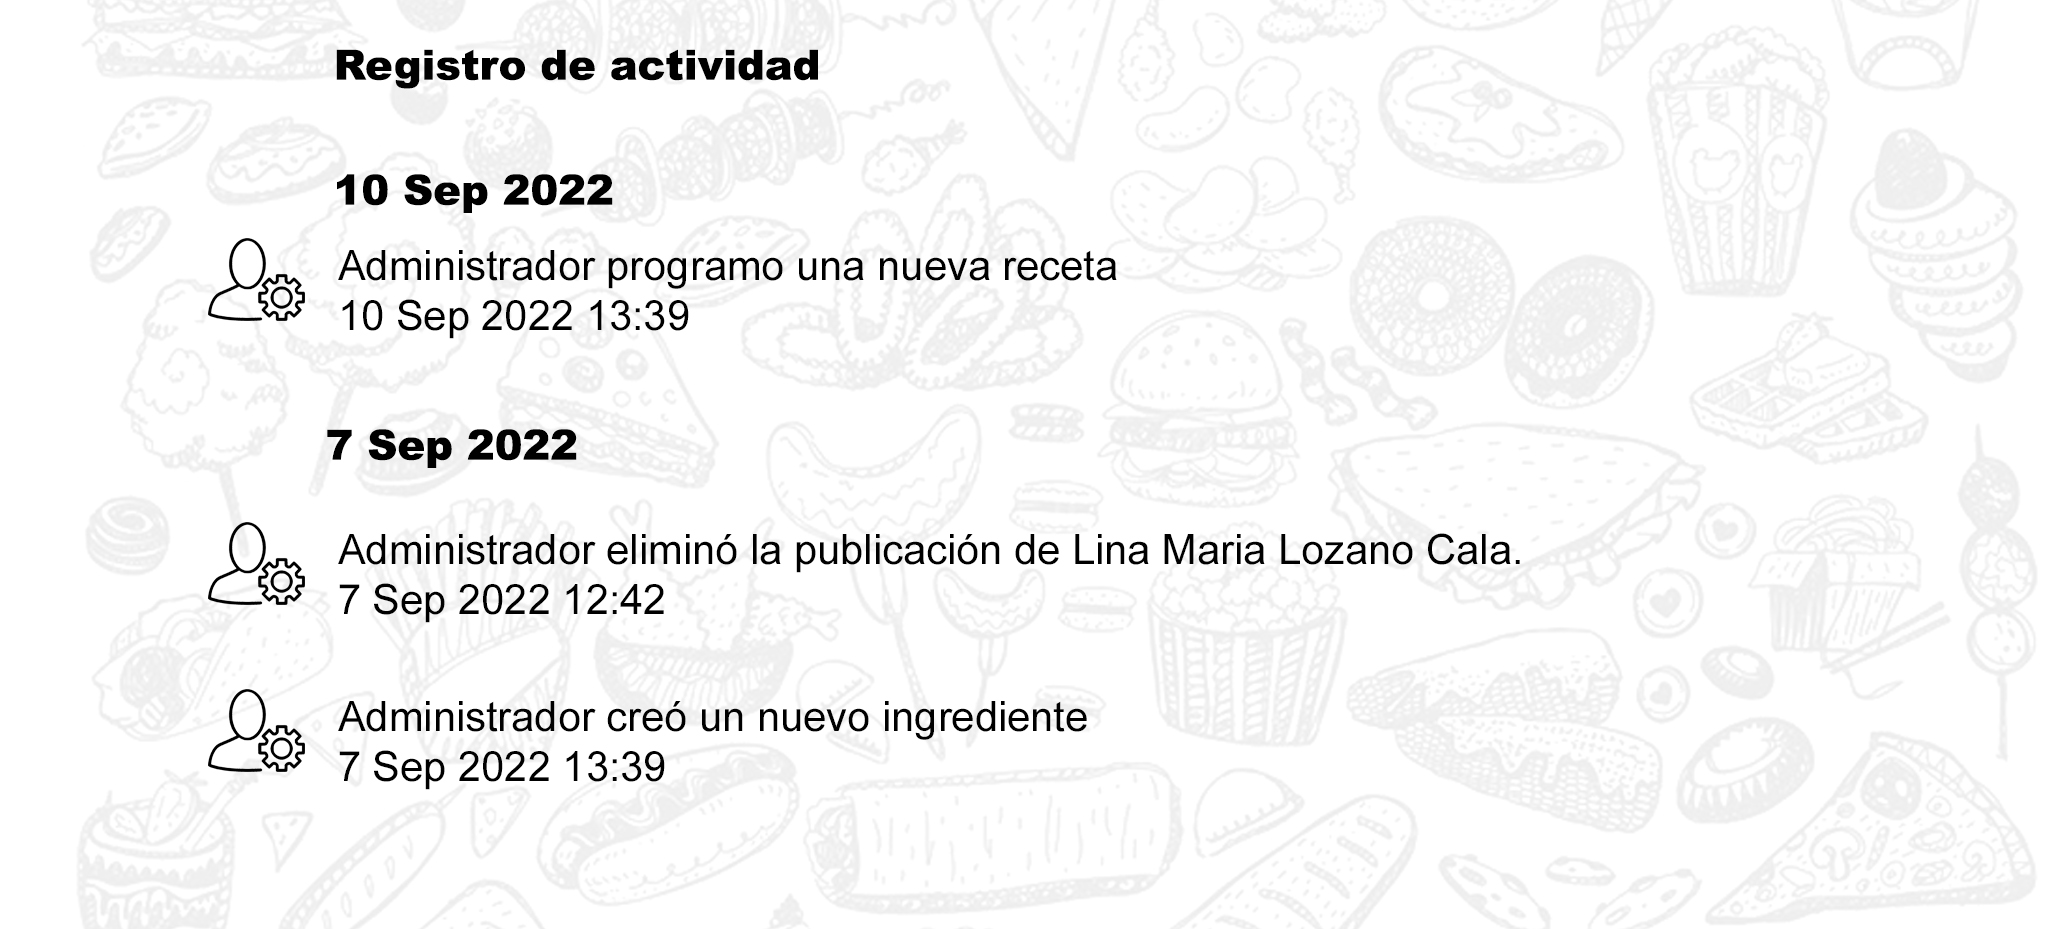 Registro de actividad
10 Sep 2022
Administrador programo una nueva receta
10 Sep 2022 13:39
7 Sep 2022
Administrador eliminó la publicación de Lina Maria Lozano Cala.
7 Sep 2022 12:42
Administrador creó un nuevo ingrediente
7 Sep 2022 13:39